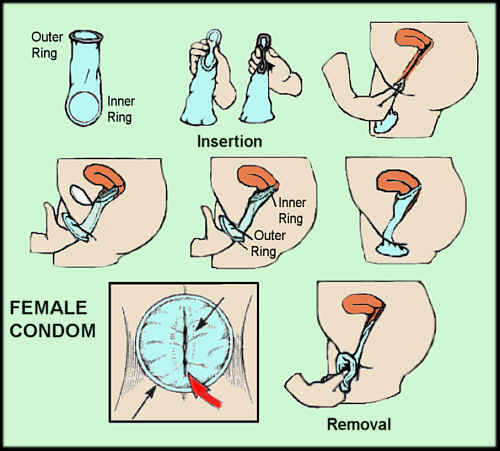 Outer
Ring
Inner
Ring
Insertion
Inner
Ring
Outer
Ring
FEMALE
CONDOM
Removal